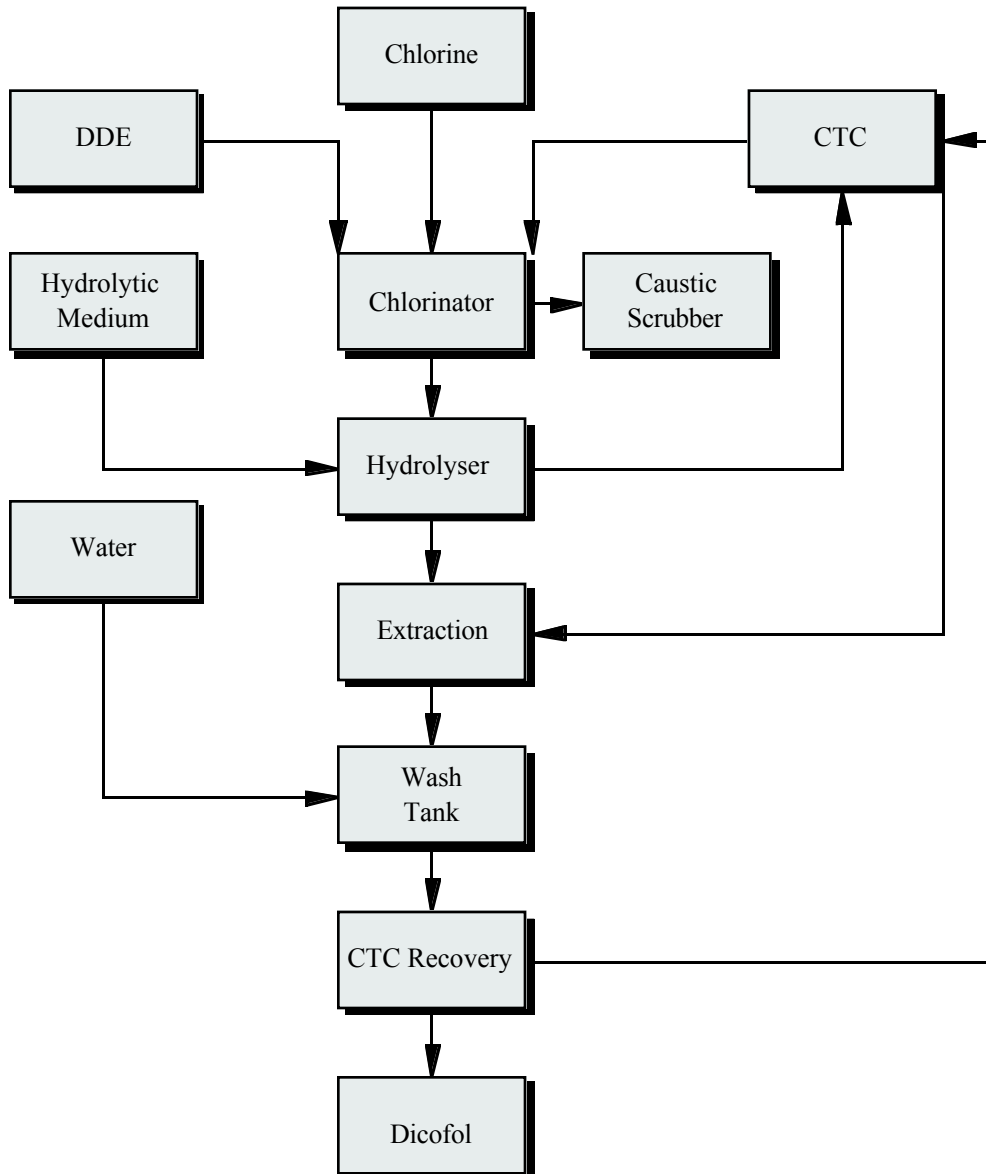 Chlorine
DDE
CTC
Hydrolytic
Medium
Chlorinator
Caustic
Scrubber
Hydrolyser
Water
Extraction
Wash
Tank
CTC Recovery
Dicofol